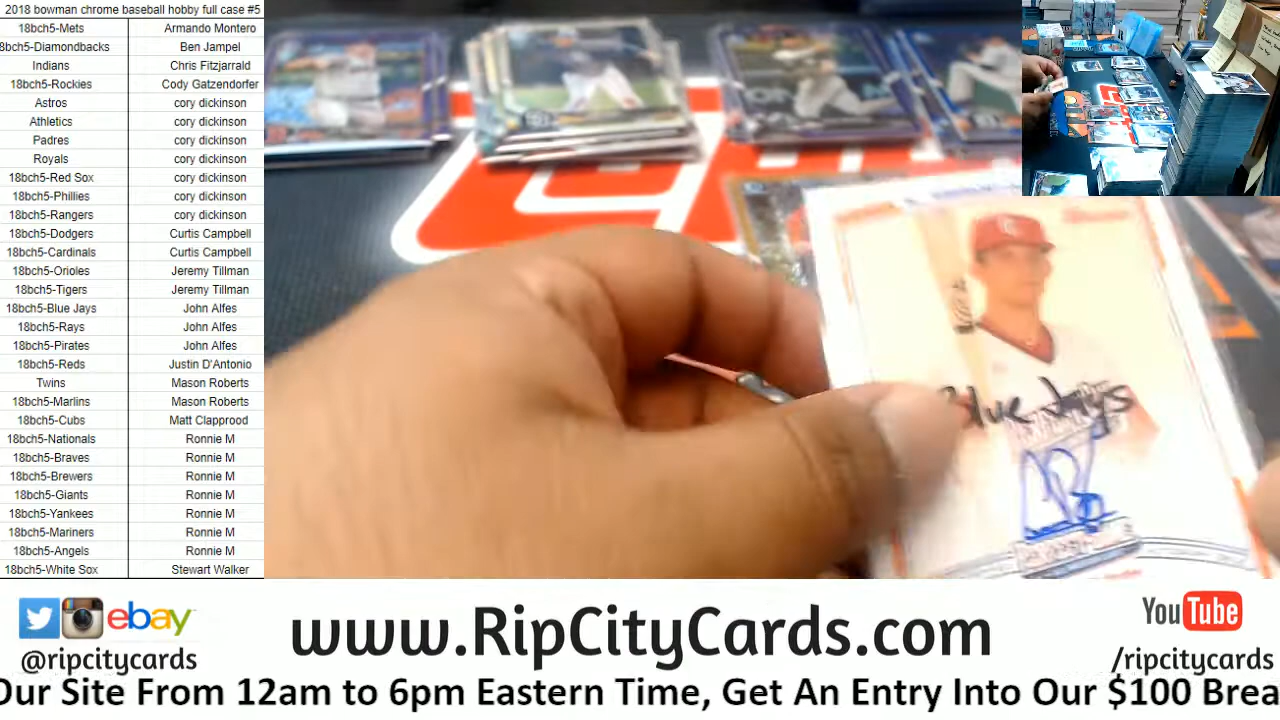 2018 bowman chrome baseball hobby full case #5
18bch5-Mets Armando Montero
8bch5-Diamondbacks Ben Jampel
Indians Chris Fitzjarrald
18bch5-Rockies Cody Gatzendorfer
Astros cory dickinson
Athletics cory dickinson
Padres cory dickinson
Royals cory dickinson
18bch5-Red Sox cory dickinson
18bch5-Phillies cory dickinson
18bch5-Rangers cory dickinson
18bch5-Dodgers Curtis Campbell
18bch5-Cardinals Curtis Campbell
18bch5-Orioles Jeremy Tillman
18bch5-Tigers Jeremy Tillman
18bch5-Blue Jays John Alfes
18bch5-Rays John Alfes
18bch5-Pirates John Alfes
18bch5-Reds Justin D'Antonio
Twins Mason Roberts
18bch5-Marlins Mason Roberts
18bch5-Cubs Matt Clapprood
18bch5-Nationals Ronnie M
18bch5-Braves Ronnie M
18bch5-Brewers Ronnie M
18bch5-Giants Ronnie M
18bch5-Yankees Ronnie M
18bch5-Mariners Ronnie M
18bch5-Angels Ronnie M
18bch5-White Sox Stewart Walker
Blue Jays
ebay
@ripcitycards
www.RipCityCards.com
YouTube
/ripcitycards
Our Site From 12am to 6pm Eastern Time, Get An Entry Into Our $100 Brea